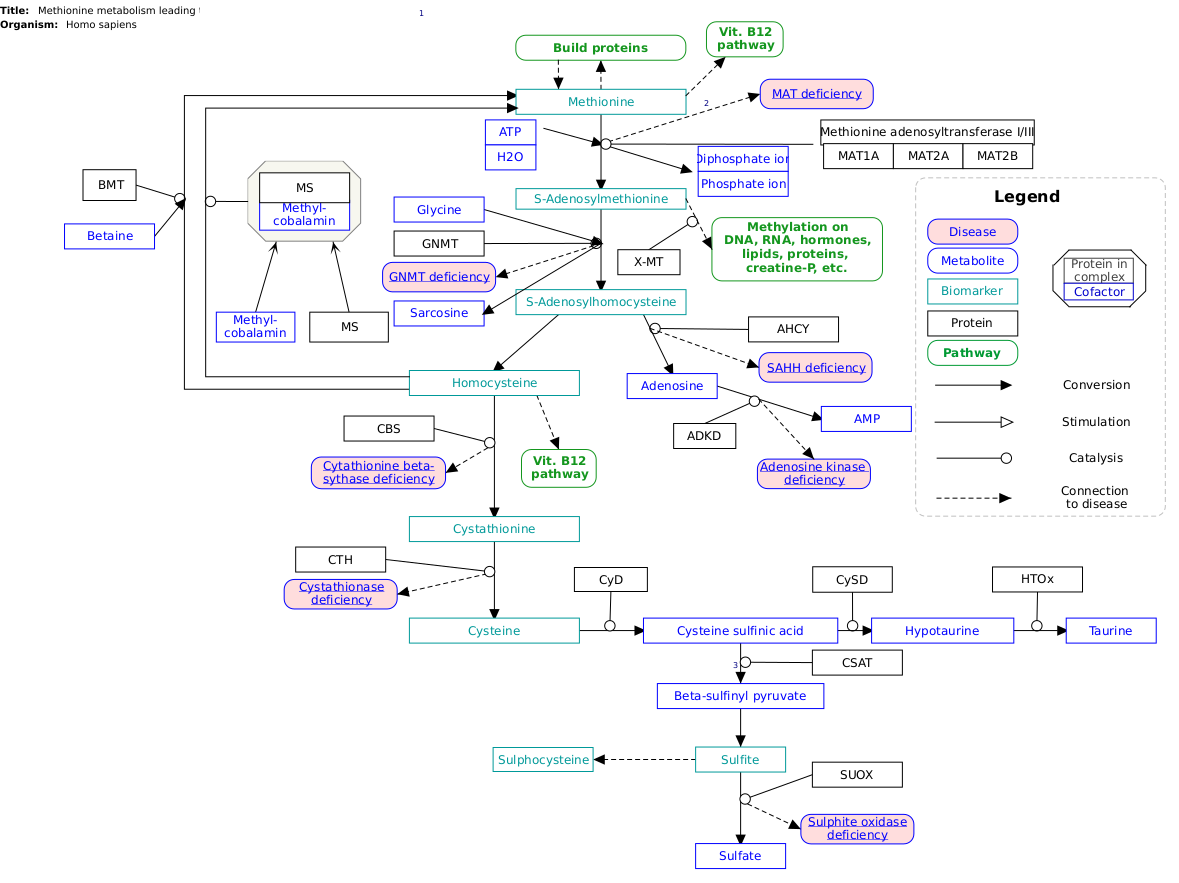 Title: Methionine metabolism leading
Organism: Homo sapiens
1
Build proteins
Vit. B12
pathway
Methionine
2
MAT deficiency
ATP
H2O
Methionine adenosyltransferase I/III
MAT1A MAT2A MAT2B
Diphosphate ion
Phosphate ion
BMT
Betaine
MS
Methyl-
cobalamin
Methyl-
cobalamin
MS
S-Adenosylmethionine
Glycine
GNMT
GNMT deficiency
Sarcosine
X-MT
Methylation on
DNA, RNA, hormones,
lipids, proteins,
creatine-P, etc.
S-Adenosylhomocysteine
AHCY
SAHH deficiency
Homocysteine
Adenosine
AMP
ADKD
Adenosine kinase
deficiency
CBS
Cytathionine beta-
sythase deficiency
Vit. B12
pathway
Cystathionine
CTH
Cystathionase
deficiency
CyD
CySD
HTOx
Cysteine
Cysteine sulfinic acid
Hypotaurine
Taurine
3
CSAT
Beta-sulfinyl pyruvate
Sulphocysteine
Sulfite
SUOX
Sulphite oxidase
deficiency
Sulfate
Legend
Disease
Metabolite
Biomarker
Protein
Pathway
Protein in
complex
Cofactor
Conversion
Stimulation
Catalysis
Connection
to disease